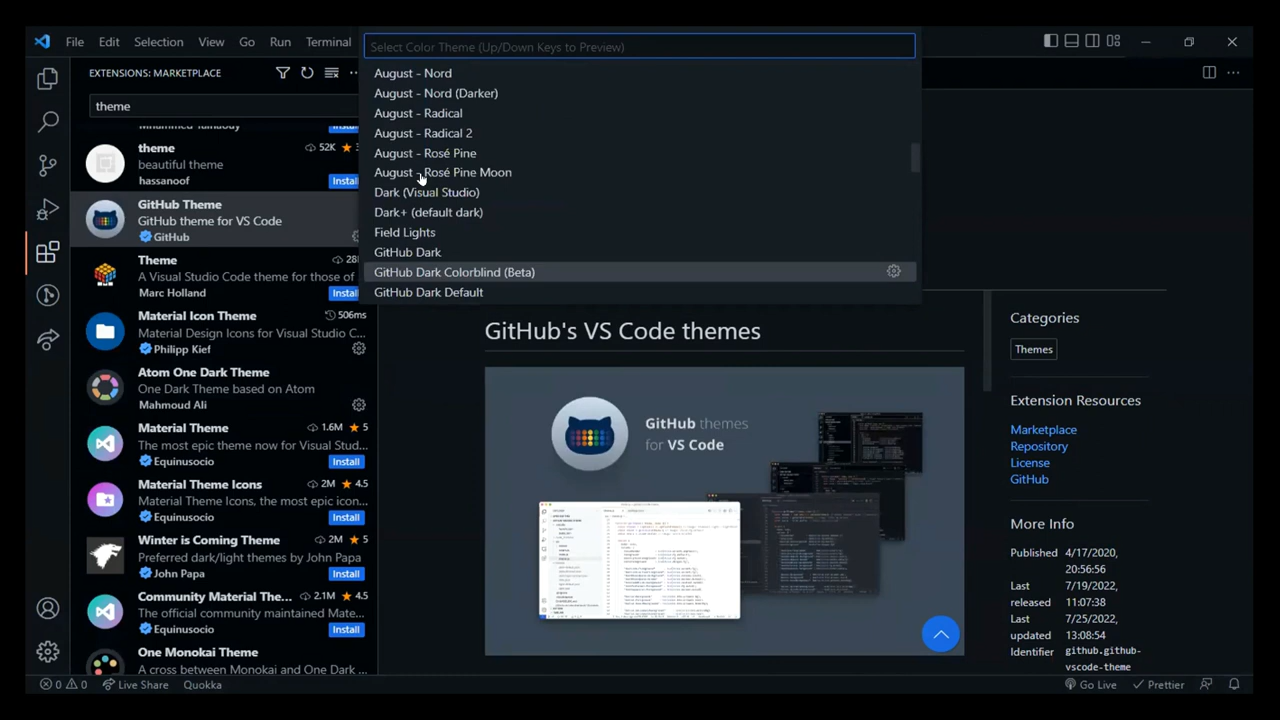 File Edit Selection View Go Run Terminal
Select Color Theme (Up/Down Keys to Preview)
August - Nord
August - Nord (Darker)
August - Radical
August - Radical 2
August - Rosé Pine
August - Rosé Pine Moon
Dark (Visual Studio)
Dark+ (default dark)
Field Lights
GitHub Dark
GitHub Dark Colorblind (Beta)
GitHub Dark Default
EXTENSIONS: MARKETPLACE
theme
Install
theme 52K
beautiful theme
hassanoof Install
GitHub Theme
GitHub theme for VS Code
GitHub
Theme 28
A Visual Studio Code theme for those of
Marc Holland Install
Material Icon Theme 506ms
Material Design Icons for Visual Studio C...
Philipp Kief
Atom One Dark Theme
One Dark Theme based on Atom
Mahmoud Ali
Material Theme 1.6M 5
The most epic theme now for Visual Stud...
Equinusocio Install
Material Theme Icons 2M 4.5
Material Theme Icons, the most epic icon...
Equinusocio Install
Winter is Coming Theme 2M 5
Preferred dark/light themes by John Papa
John Papa Install
Community Material The... 2.1M 4.5
The official community maintained Mate...
Equinusocio Install
One Monokai Theme
A cross between Monokai and One Dark
GitHub's VS Code themes
GitHub themes
for VS Code
Categories
Themes
Extension Resources
Marketplace
Repository
License
GitHub
More Info
Published 4/17/2020,
20:56:56
Last 7/19/2022,
released 11:07:38
Last 7/25/2022,
updated 13:08:54
Identifier github.github-
vscode-theme
0 0 Live Share Quokka Go Live Prettier